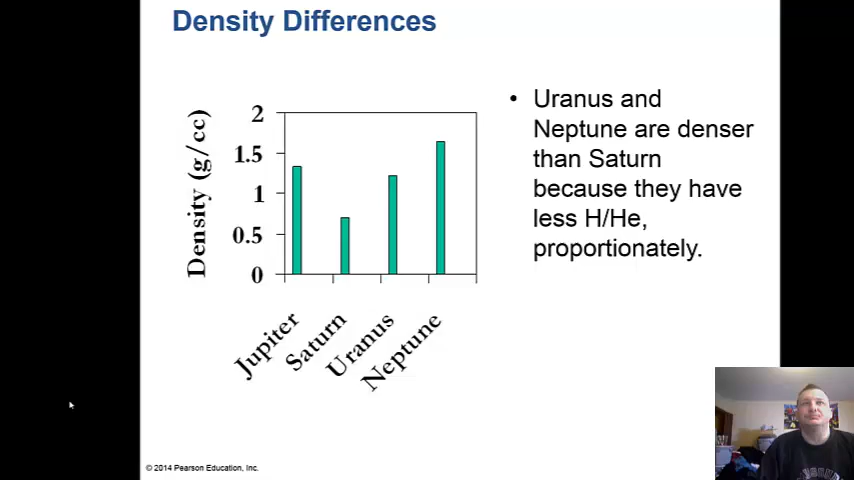 Density Differences
Density (g/cc)
2
1.5
1
0.5
0
Jupiter
Saturn
Uranus
Neptune
• Uranus and
Neptune are denser
than Saturn
because they have
less H/He,
proportionately.
© 2014 Pearson Education, Inc.